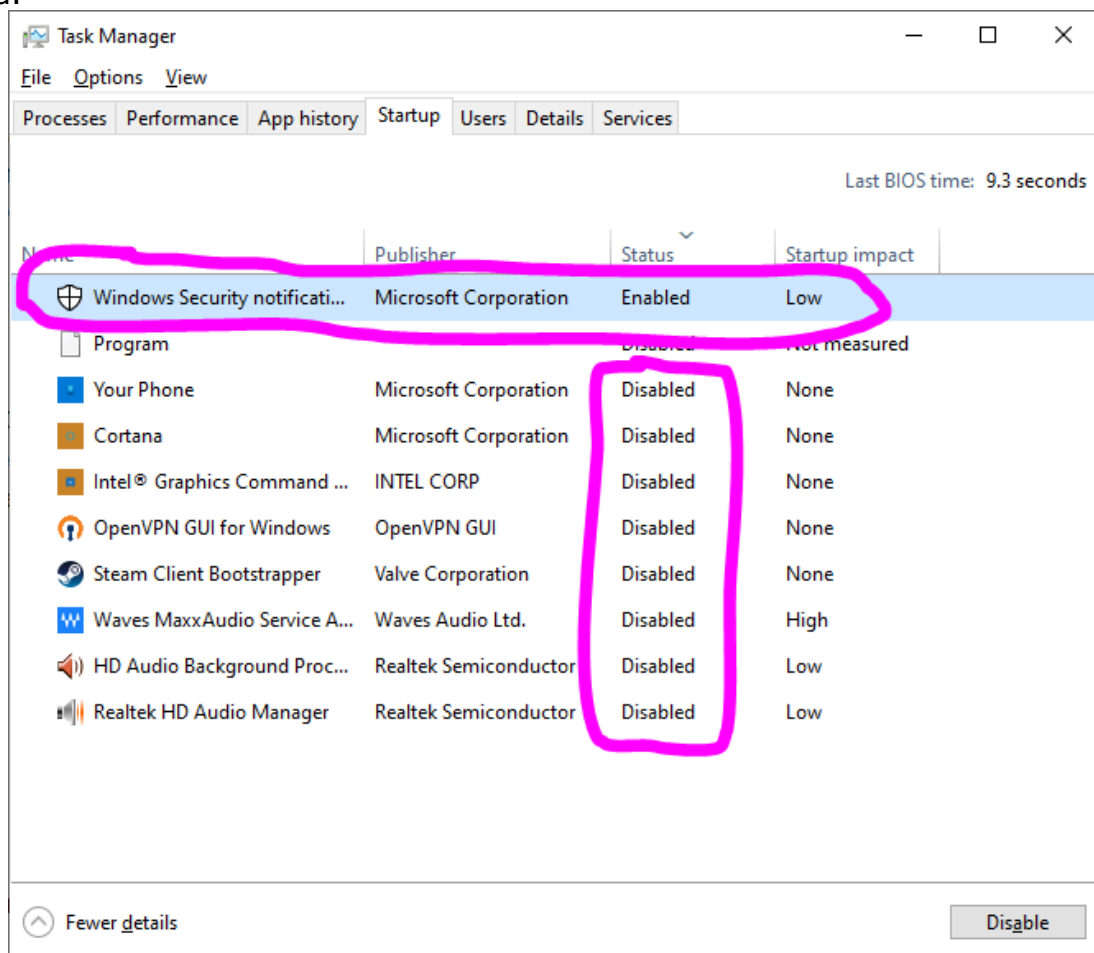 Task Manager
File Options View
Processes Performance App history Startup Users Details Services
Last BIOS time: 9.3 seconds
Name Publisher Status Startup impact
Windows Security notificati... Microsoft Corporation Enabled Low
Program Disabled Not measured
Your Phone Microsoft Corporation Disabled None
Cortana Microsoft Corporation Disabled None
Intel® Graphics Command ... INTEL CORP Disabled None
OpenVPN GUI for Windows OpenVPN GUI Disabled None
Steam Client Bootstrapper Valve Corporation Disabled None
Waves MaxxAudio Service A... Waves Audio Ltd. Disabled High
HD Audio Background Proc... Realtek Semiconductor Disabled Low
Realtek HD Audio Manager Realtek Semiconductor Disabled Low
Fewer details Disable